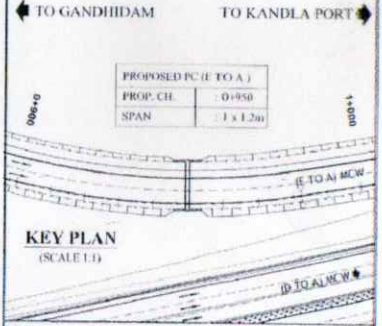 TO GANDHIDAM
TO KANDLA PORT
PROPOSED PC (E TO A)
PROP. CH. : 0+950
SPAN : 1 x 1.2m
0+900
1+000
(E TO A) MCW
KEY PLAN
(SCALE 1:1)
(D TO A) MCW